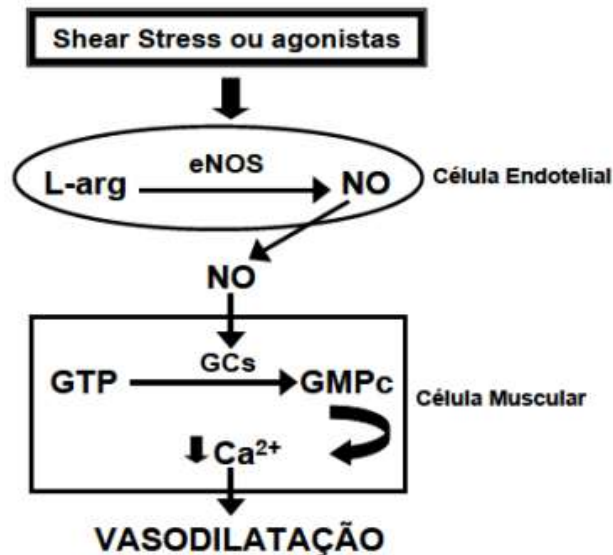 Shear Stress ou agonistas
eNOS
L-arg NO
Célula Endotelial
NO
GCs
GTP GMPc
Célula Muscular
Ca²⁺
VASODILATAÇÃO